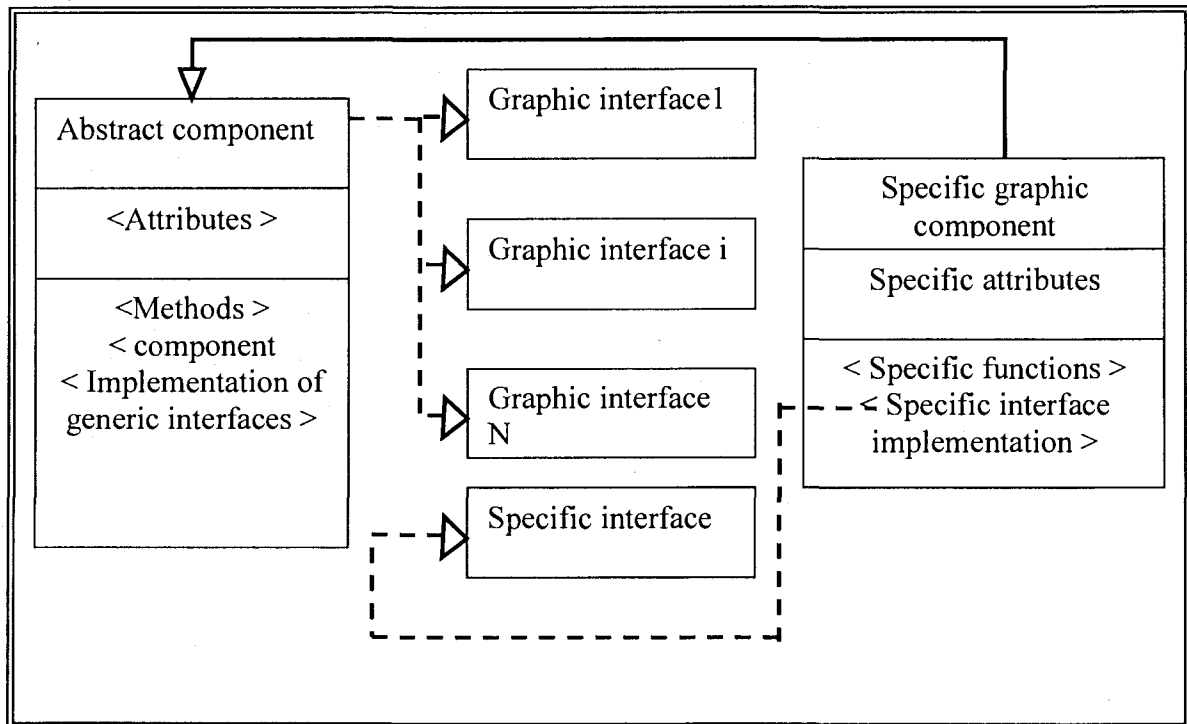 Abstract component
<Attributes >
<Methods >
< component
< Implementation of
generic interfaces >
Graphic interface1
Graphic interface i
Graphic interface
N
Specific interface
Specific graphic
component
Specific attributes
< Specific functions >
< Specific interface
implementation >